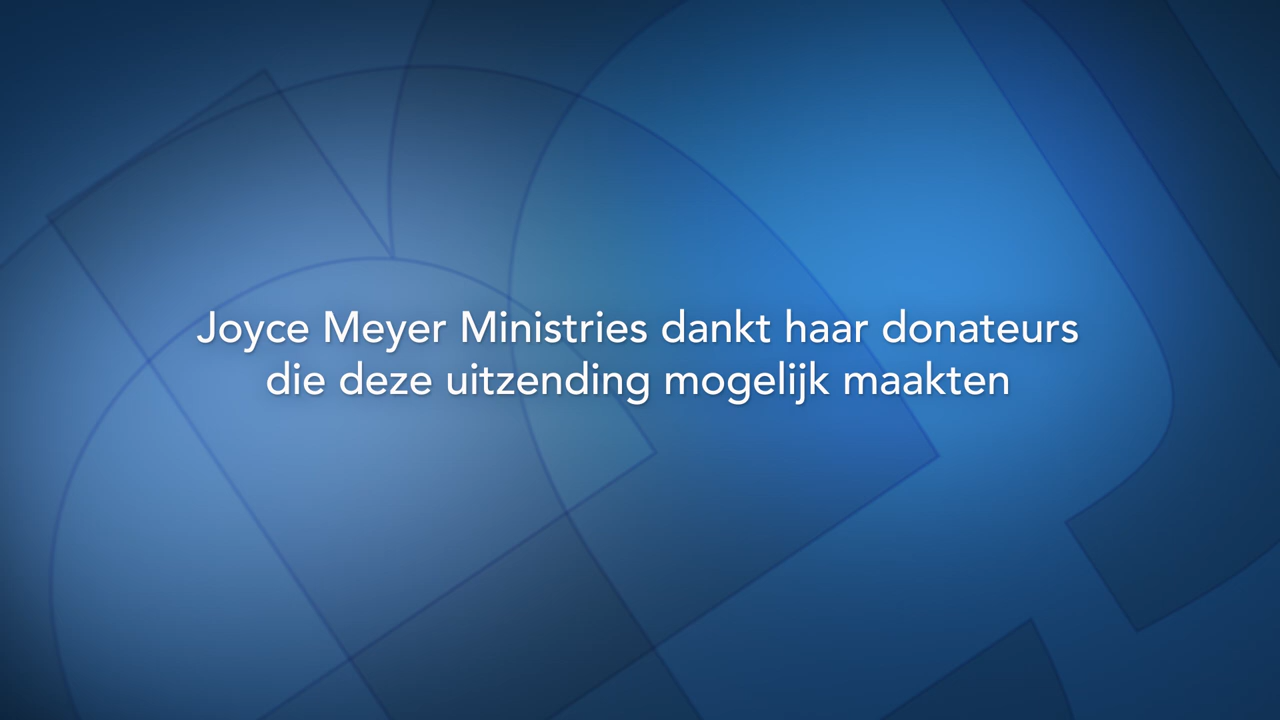 Joyce Meyer Ministries dankt haar donateurs
die deze uitzending mogelijk maakten